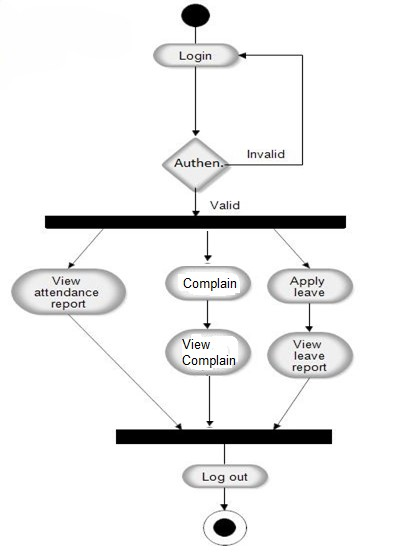 Login
Authen.
Invalid
Valid
View
attendance
report
Complain
Apply
leave
View
Complain
View
leave
report
Log out